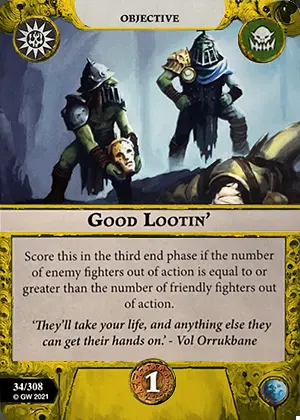 OBJECTIVE
GOOD LOOTIN'
Score this in the third end phase if the number
of enemy fighters out of action is equal to or
greater than the number of friendly fighters out
of action.
'They'll take your life, and anything else they
can get their hands on.' - Vol Orrukbane
34/308
© GW 2021
1